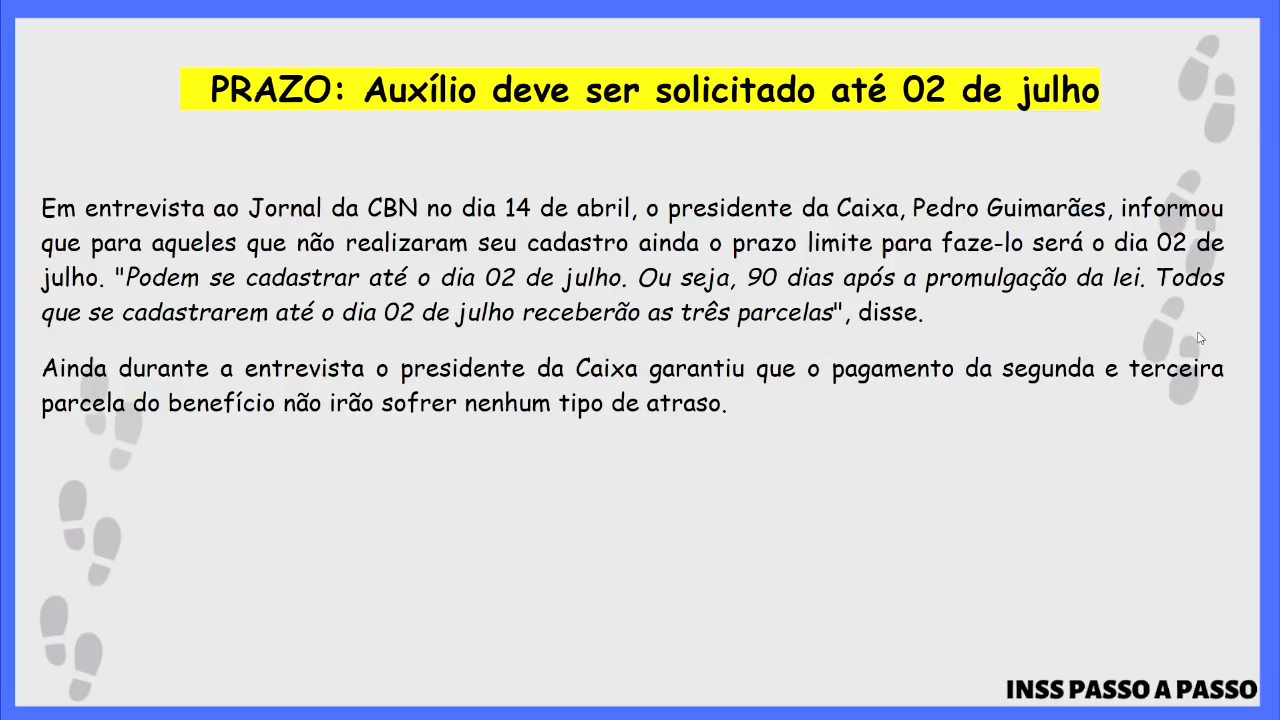 PRAZO: Auxílio deve ser solicitado até 02 de julho
Em entrevista ao Jornal da CBN no dia 14 de abril, o presidente da Caixa, Pedro Guimarães, informou
que para aqueles que não realizaram seu cadastro ainda o prazo limite para faze-lo será o dia 02 de
julho. "Podem se cadastrar até o dia 02 de julho. Ou seja, 90 dias após a promulgação da lei. Todos
que se cadastrarem até o dia 02 de julho receberão as três parcelas", disse.
Ainda durante a entrevista o presidente da Caixa garantiu que o pagamento da segunda e terceira
parcela do benefício não irão sofrer nenhum tipo de atraso.
INSS PASSO A PASSO